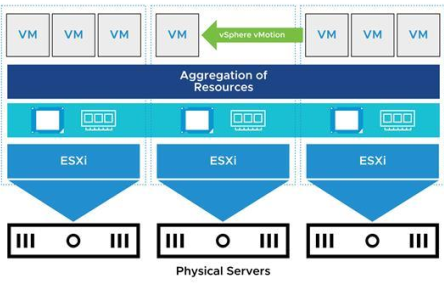 VM VM VM VM vSphere vMotion VM VM VM
Aggregation of
Resources
ESXi ESXi ESXi
Physical Servers